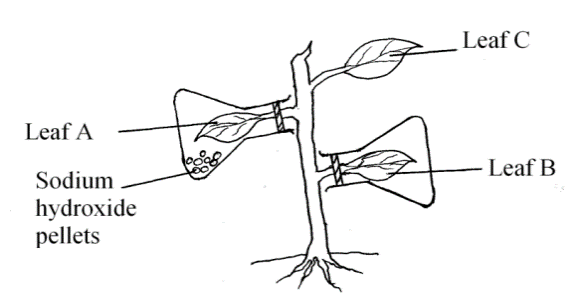 Leaf C
Leaf A
Leaf B
Sodium
hydroxide
pellets